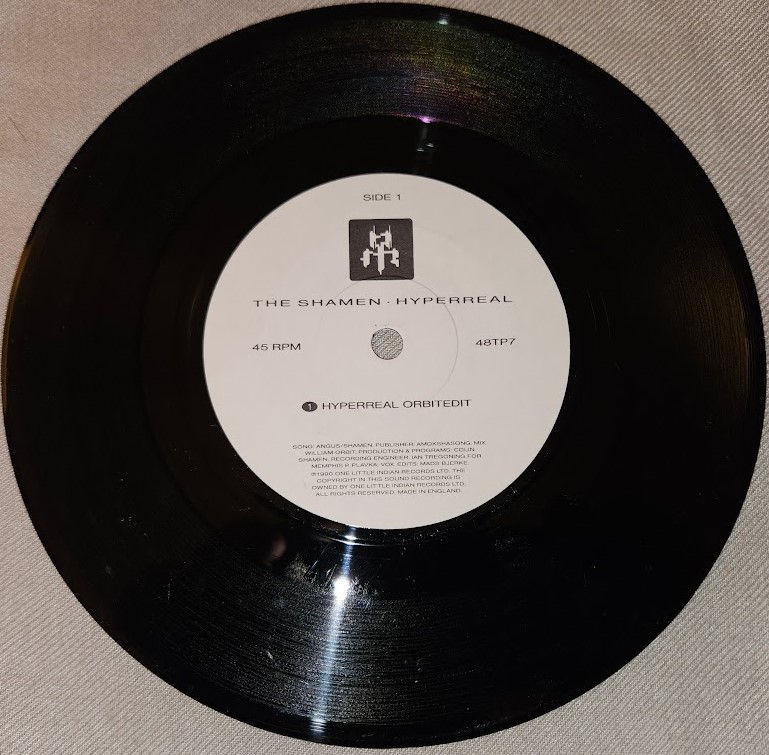 SIDE 1
THE SHAMEN · HYPERREAL
45 RPM 48TP7
1 HYPERREAL ORBITEDIT
SONG: ANGUS/SHAMEN. PUBLISHER: AMOKSHASONG. MIX:
WILLIAM ORBIT. PRODUCTION & PROGRAMS: COLIN
SHAMEN. RECORDING ENGINEER: IAN TREGONING FOR
MEMPHIS P. PLAVKA: VOX. EDITS: MADS BJERKE.
℗1990 ONE LITTLE INDIAN RECORDS LTD. THE
COPYRIGHT IN THIS SOUND RECORDING IS
OWNED BY ONE LITTLE INDIAN RECORDS LTD.
ALL RIGHTS RESERVED. MADE IN ENGLAND.